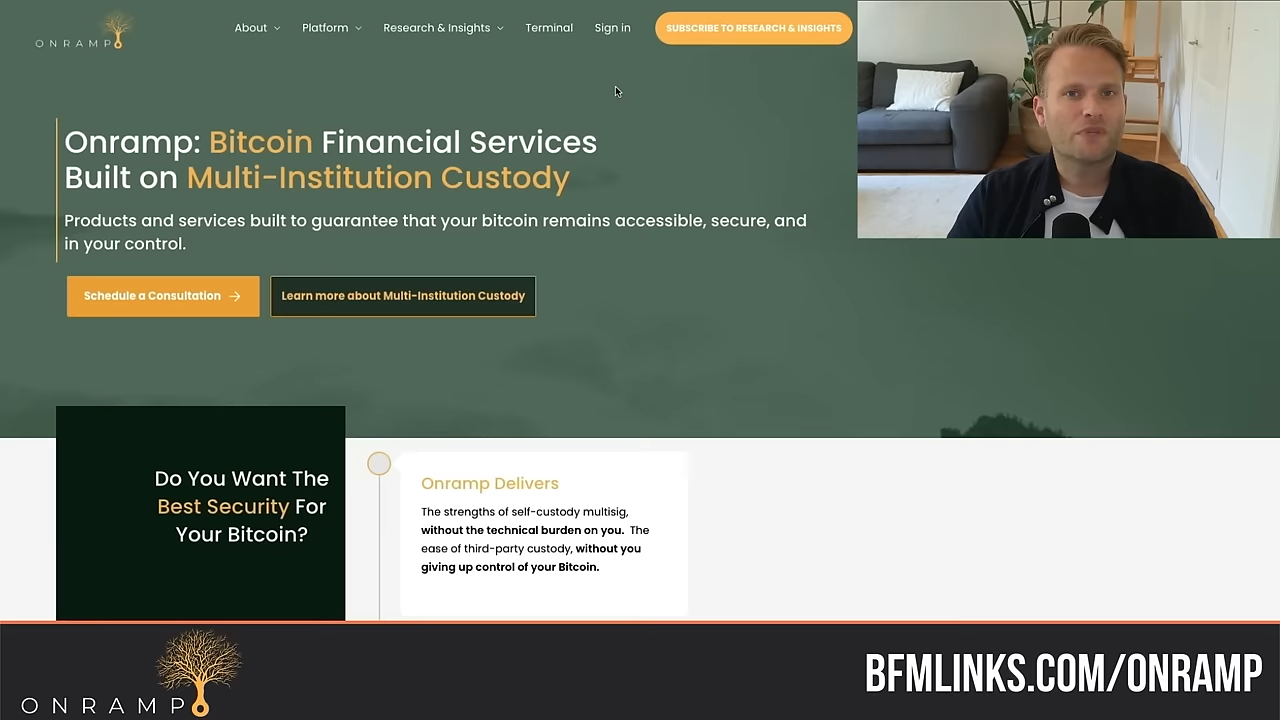 ONRAMP
About
Platform
Research & Insights
Terminal
Sign in
SUBSCRIBE TO RESEARCH & INSIGHTS
Onramp: Bitcoin Financial Services
Built on Multi-Institution Custody
Products and services built to guarantee that your bitcoin remains accessible, secure, and
in your control.
Schedule a Consultation
Learn more about Multi-Institution Custody
Do You Want The
Best Security For
Your Bitcoin?
Onramp Delivers
The strengths of self-custody multisig,
without the technical burden on you. The
ease of third-party custody, without you
giving up control of your Bitcoin.
ONRAMP
BFMLINKS.COM/ONRAMP